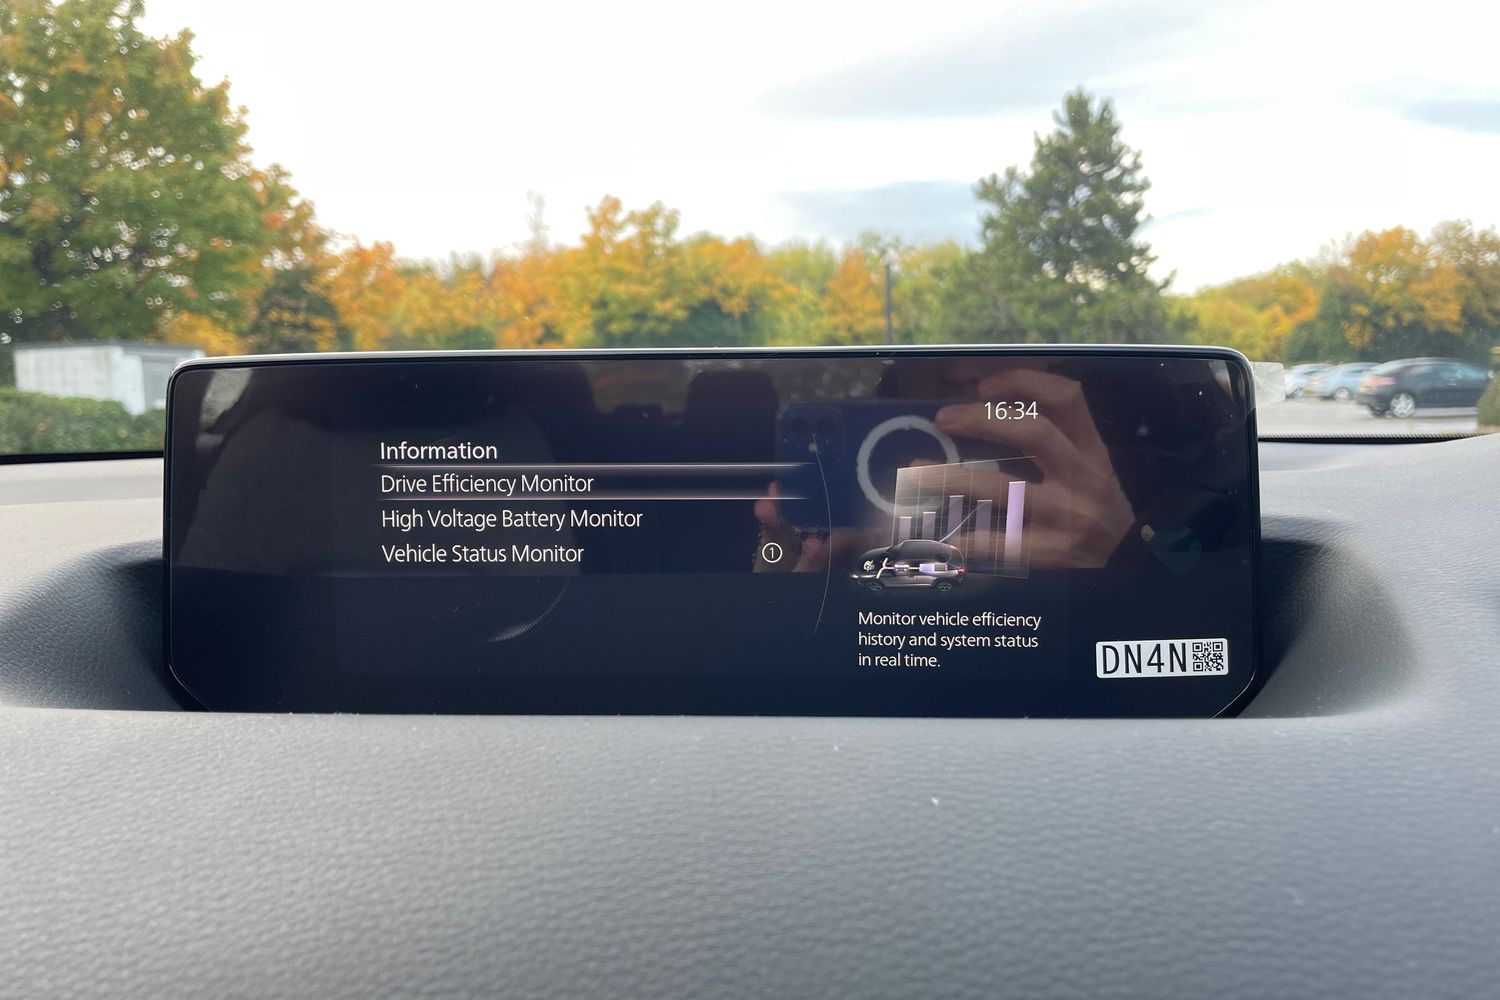 16:34
Information
Drive Efficiency Monitor
High Voltage Battery Monitor
Vehicle Status Monitor 1
Monitor vehicle efficiency
history and system status
in real time.
DN4N